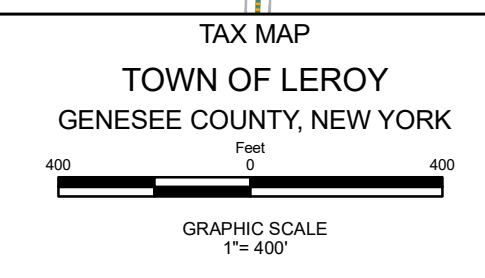 TAX MAP
TOWN OF LEROY
GENESEE COUNTY, NEW YORK
Feet
400 0 400
GRAPHIC SCALE
1"= 400'